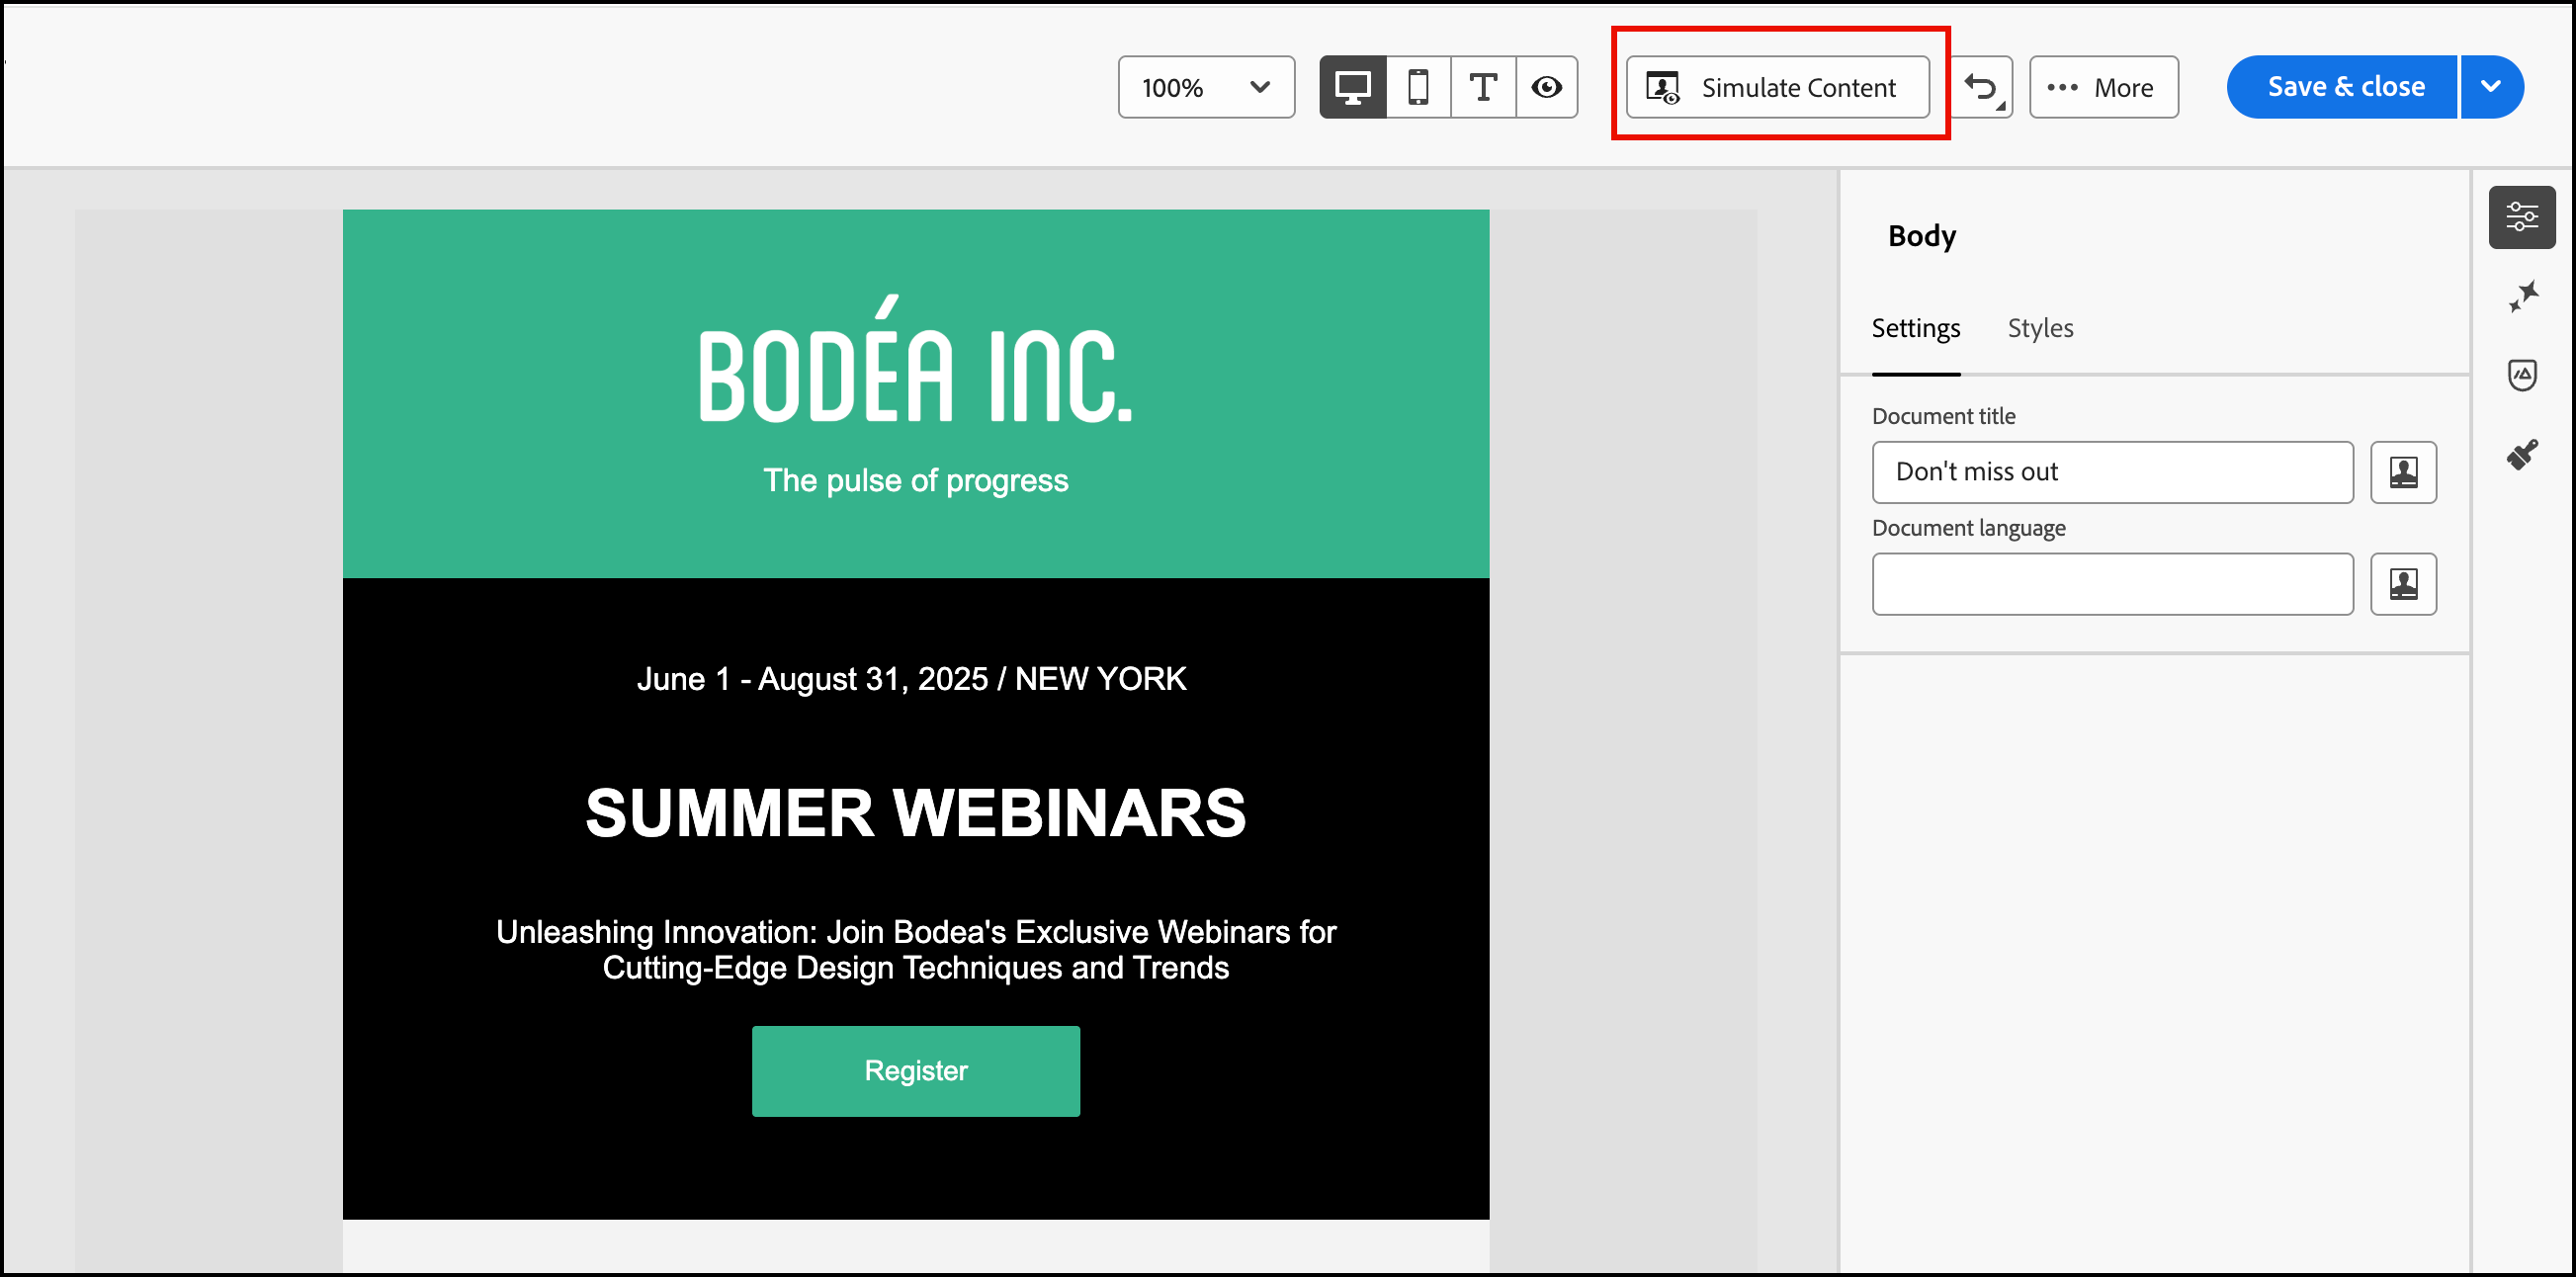 100%
Simulate Content
More
Save & close
BODÉA INC.
The pulse of progress
June 1 - August 31, 2025 / NEW YORK
SUMMER WEBINARS
Unleashing Innovation: Join Bodea's Exclusive Webinars for
Cutting-Edge Design Techniques and Trends
Register
Body
Settings
Styles
Document title
Don't miss out
Document language